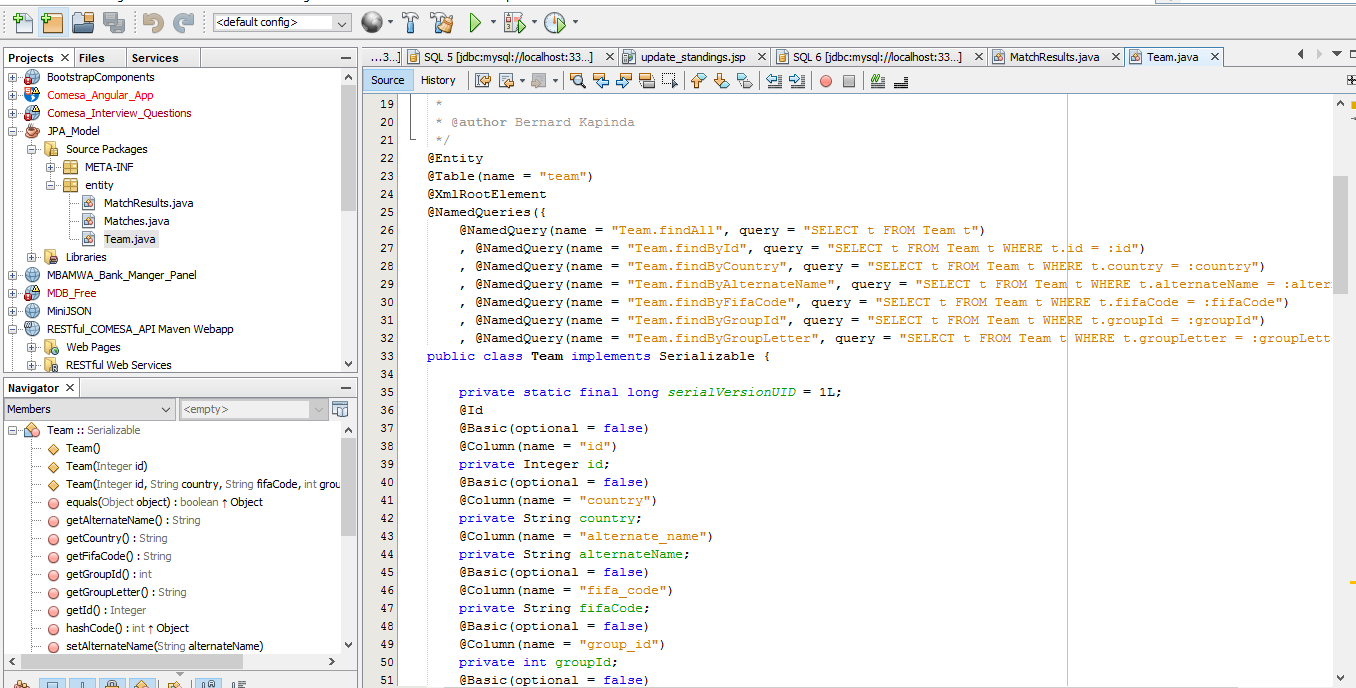 <default config>
Projects
Files
Services
BootstrapComponents
Comesa_Angular_App
Comesa_Interview_Questions
JPA_Model
Source Packages
META-INF
entity
MatchResults.java
Matches.java
Team.java
Libraries
MBAMWA_Bank_Manger_Panel
MDB_Free
MiniJSON
RESTful_COMESA_API Maven Webapp
Web Pages
RESTful Web Services
Navigator
Members <empty>
Team :: Serializable
Team()
Team(Integer id)
Team(Integer id, String country, String fifaCode, int grou
equals(Object object) : boolean ↑ Object
getAlternateName() : String
getCountry() : String
getFifaCode() : String
getGroupId() : int
getGroupLetter() : String
getId() : Integer
hashCode() : int ↑ Object
setAlternateName(String alternateName)
...3...] SQL 5 [jdbc:mysql://localhost:33...] update_standings.jsp SQL 6 [jdbc:mysql://localhost:33...] MatchResults.java Team.java
Source History
19 *
20 * @author Bernard Kapinda
21 */
22 @Entity
23 @Table(name = "team")
24 @XmlRootElement
25 @NamedQueries({
26 @NamedQuery(name = "Team.findAll", query = "SELECT t FROM Team t")
27 , @NamedQuery(name = "Team.findById", query = "SELECT t FROM Team t WHERE t.id = :id")
28 , @NamedQuery(name = "Team.findByCountry", query = "SELECT t FROM Team t WHERE t.country = :country")
29 , @NamedQuery(name = "Team.findByAlternateName", query = "SELECT t FROM Team t WHERE t.alternateName = :alter
30 , @NamedQuery(name = "Team.findByFifaCode", query = "SELECT t FROM Team t WHERE t.fifaCode = :fifaCode")
31 , @NamedQuery(name = "Team.findByGroupId", query = "SELECT t FROM Team t WHERE t.groupId = :groupId")
32 , @NamedQuery(name = "Team.findByGroupLetter", query = "SELECT t FROM Team t WHERE t.groupLetter = :groupLett
33 public class Team implements Serializable {
34
35 private static final long serialVersionUID = 1L;
36 @Id
37 @Basic(optional = false)
38 @Column(name = "id")
39 private Integer id;
40 @Basic(optional = false)
41 @Column(name = "country")
42 private String country;
43 @Column(name = "alternate_name")
44 private String alternateName;
45 @Basic(optional = false)
46 @Column(name = "fifa_code")
47 private String fifaCode;
48 @Basic(optional = false)
49 @Column(name = "group_id")
50 private int groupId;
51 @Basic(optional = false)